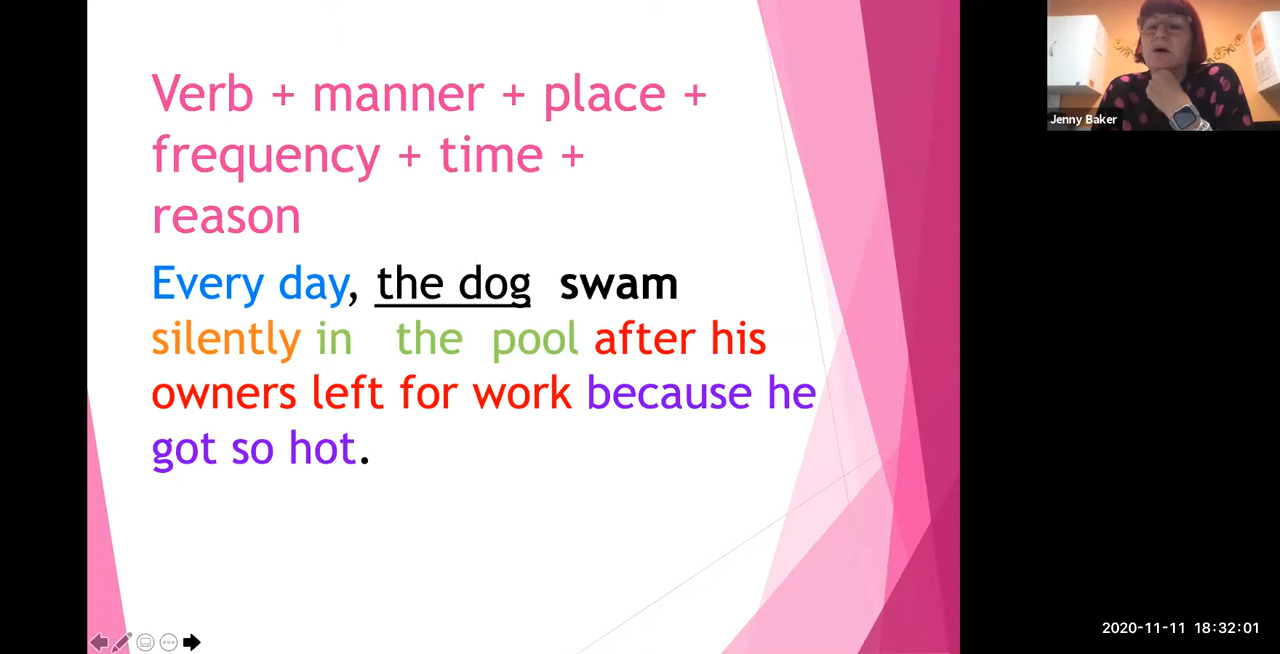 Verb + manner + place +
frequency + time +
reason
Every day, the dog swam
silently in the pool after his
owners left for work because he
got so hot.
Jenny Baker
2020-11-11 18:32:01